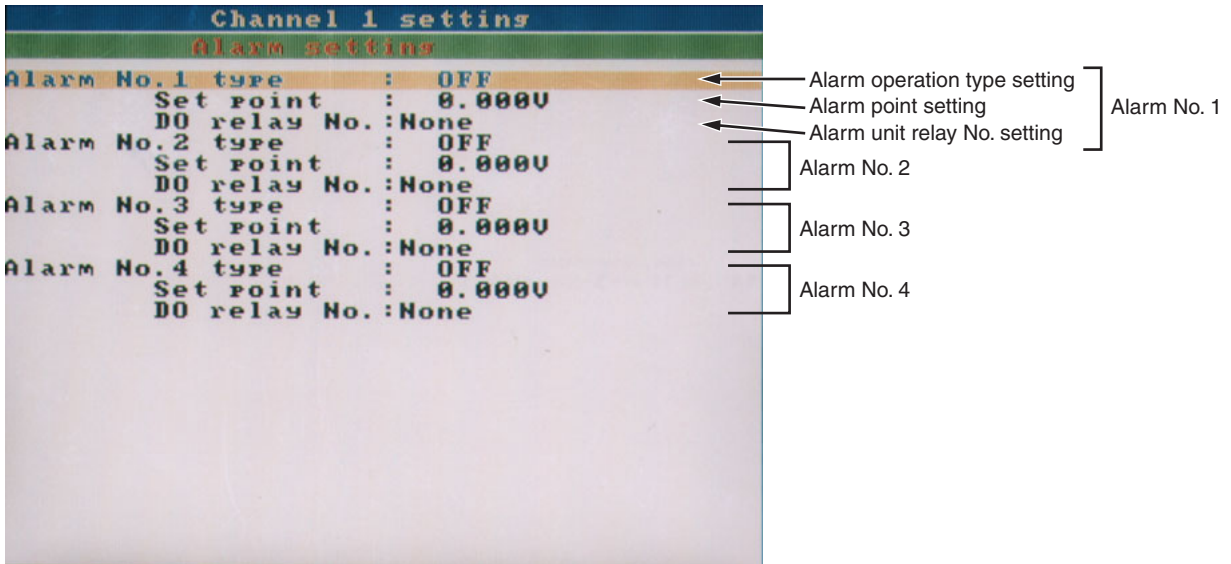 Channel 1 setting
Alarm setting
Alarm No.1 type : OFF
Set point : 0.000V
DO relay No.:None
Alarm No.2 type : OFF
Set point : 0.000V
DO relay No.:None
Alarm No.3 type : OFF
Set point : 0.000V
DO relay No.:None
Alarm No.4 type : OFF
Set point : 0.000V
DO relay No.:None
Alarm operation type setting
Alarm point setting
Alarm unit relay No. setting
Alarm No. 1
Alarm No. 2
Alarm No. 3
Alarm No. 4